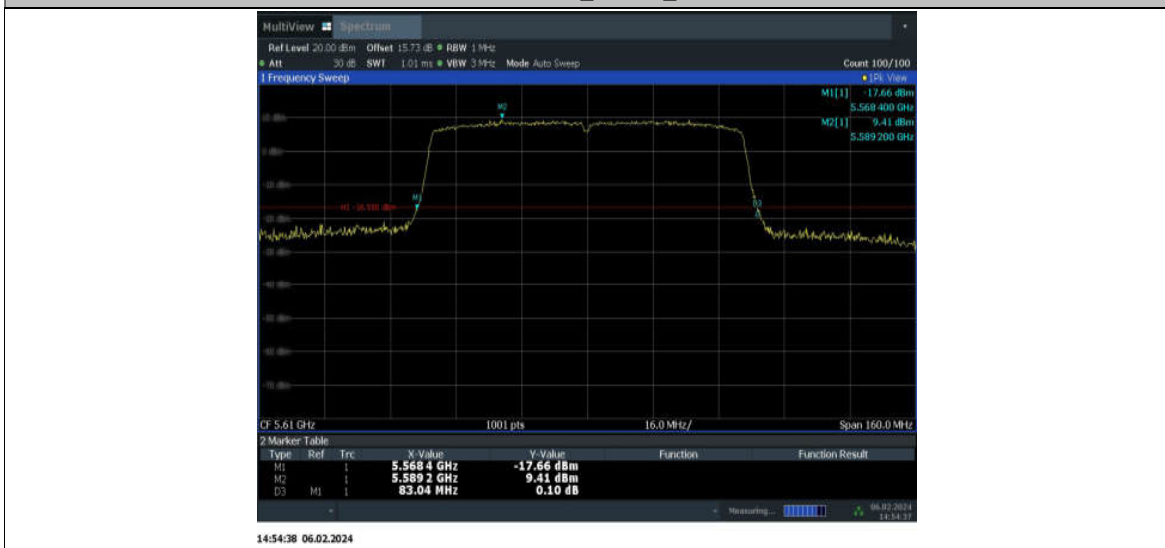 MultiView Spectrum
Ref Level 20.00 dBm Offset 15.73 dB RBW 1 MHz
Att 30 dB SWT 1.01 ms VBW 3 MHz Mode Auto Sweep Count 100/100
1 Frequency Sweep 1Pk View
M1[1] -17.66 dBm
5.568 400 GHz
M2
M2[1] 9.41 dBm
5.589 200 GHz
M1
D3
CF 5.61 GHz 1001 pts 16.0 MHz/ Span 160.0 MHz
2 Marker Table
Type Ref Trc X-Value Y-Value Function Function Result
M1 1 5.568 4 GHz -17.66 dBm
M2 1 5.589 2 GHz 9.41 dBm
D3 M1 1 83.04 MHz 0.10 dB
Measuring... 06.02.2024
14:54:37
14:54:38 06.02.2024